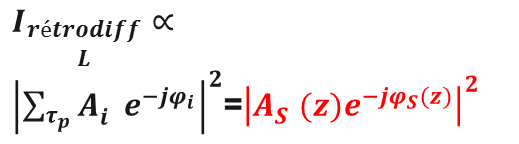 I_rétrodiff ∝
L
|∑_τₚ A_i e^{-jφ_i}|²=|A_S (z)e^{-jφ_S(z)}|²